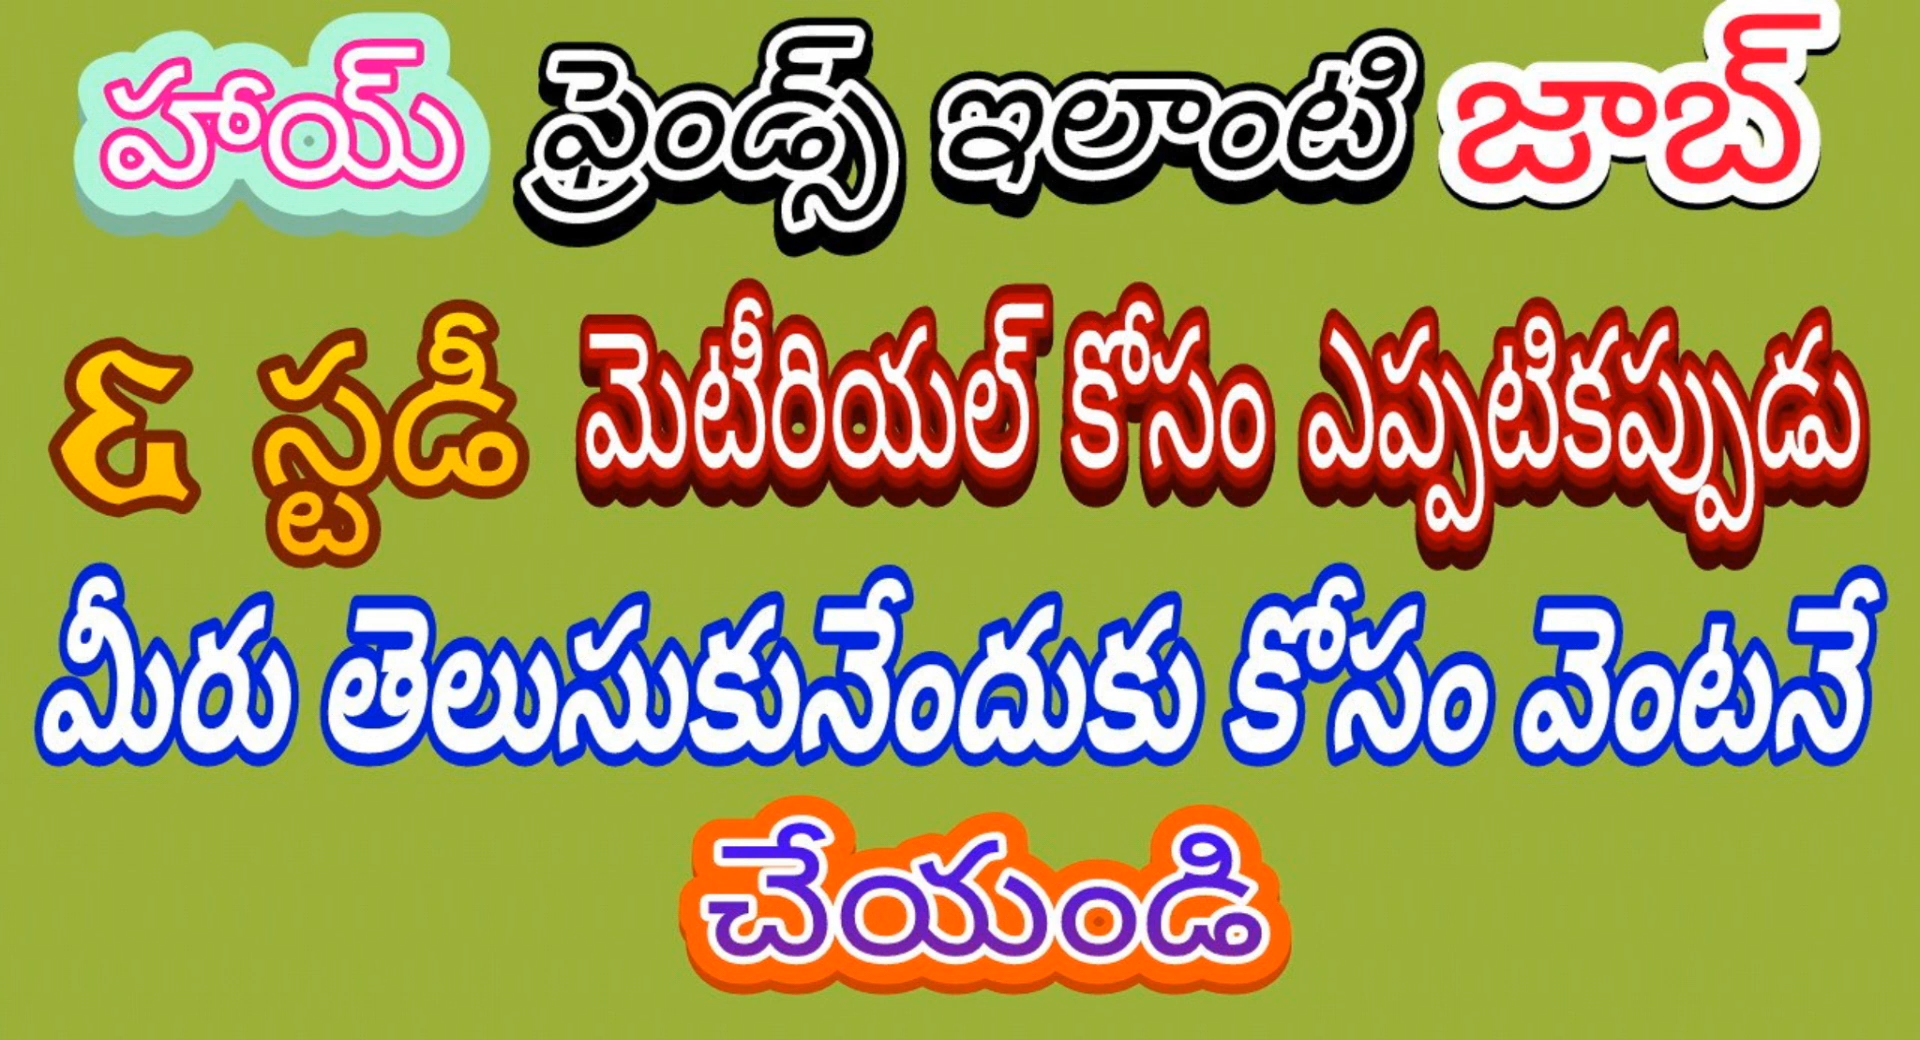 హాయ్ ఫ్రెండ్స్ ఇలాంటి జాబ్
& స్టడీ మెటీరియల్ కోసం ఎప్పటికప్పుడు
మీరు తెలుసుకునేందుకు కోసం వెంటనే
చేయండి